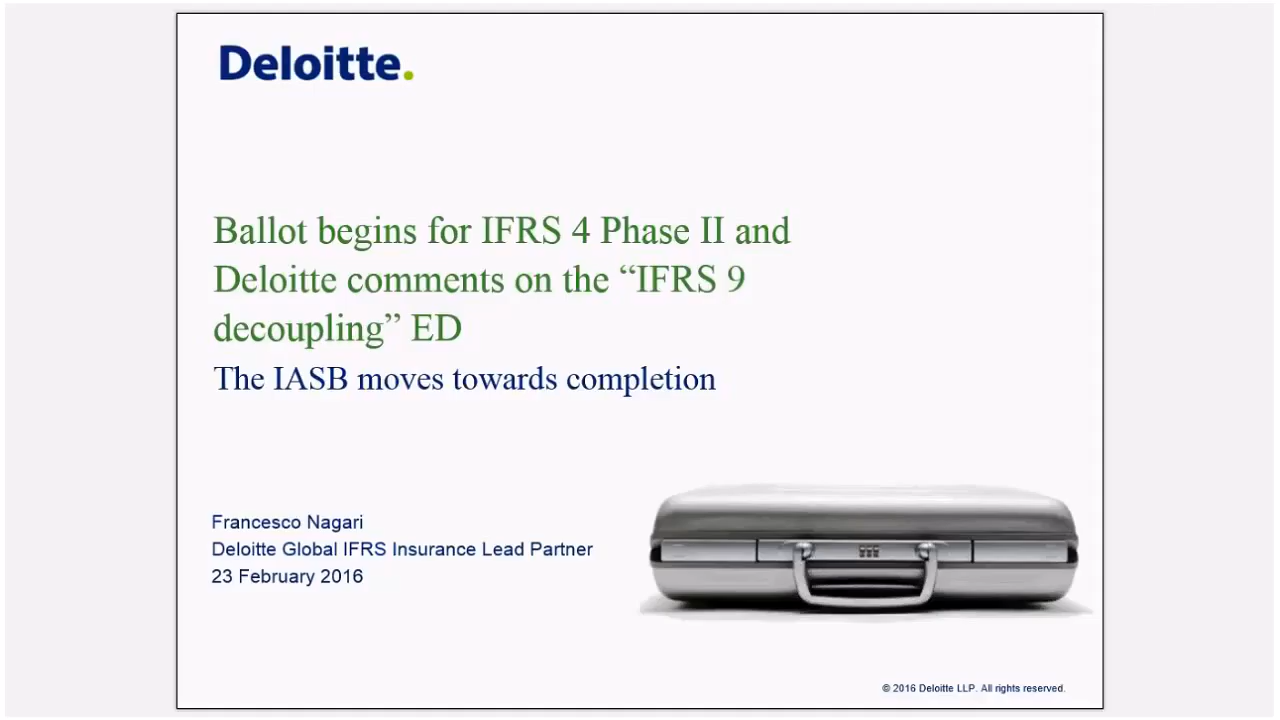 Deloitte.
Ballot begins for IFRS 4 Phase II and
Deloitte comments on the “IFRS 9
decoupling” ED
The IASB moves towards completion
Francesco Nagari
Deloitte Global IFRS Insurance Lead Partner
23 February 2016
© 2016 Deloitte LLP. All rights reserved.